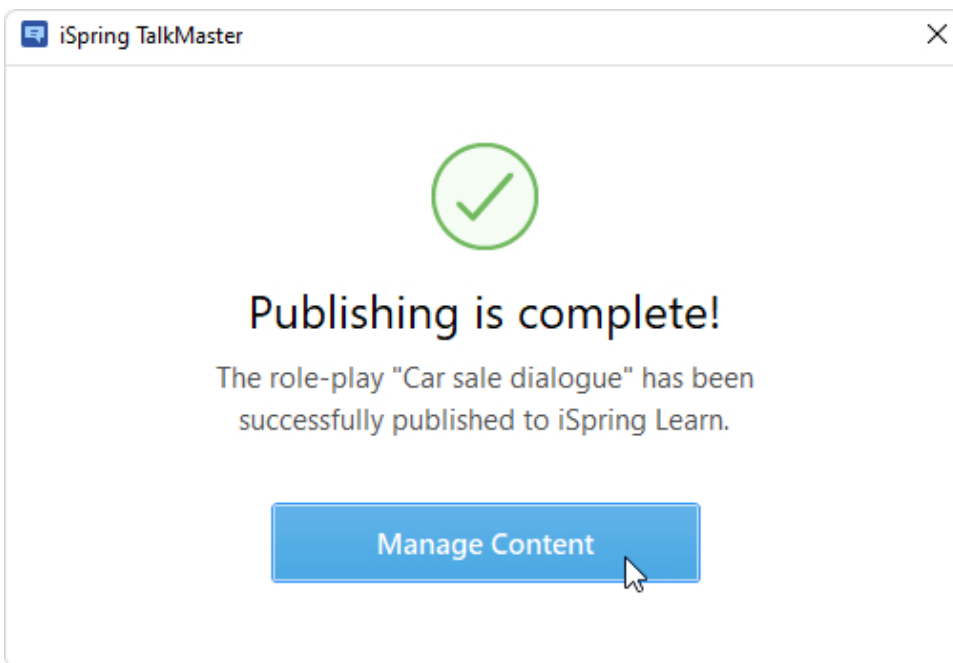 iSpring TalkMaster
Publishing is complete!
The role-play "Car sale dialogue" has been
successfully published to iSpring Learn.
Manage Content